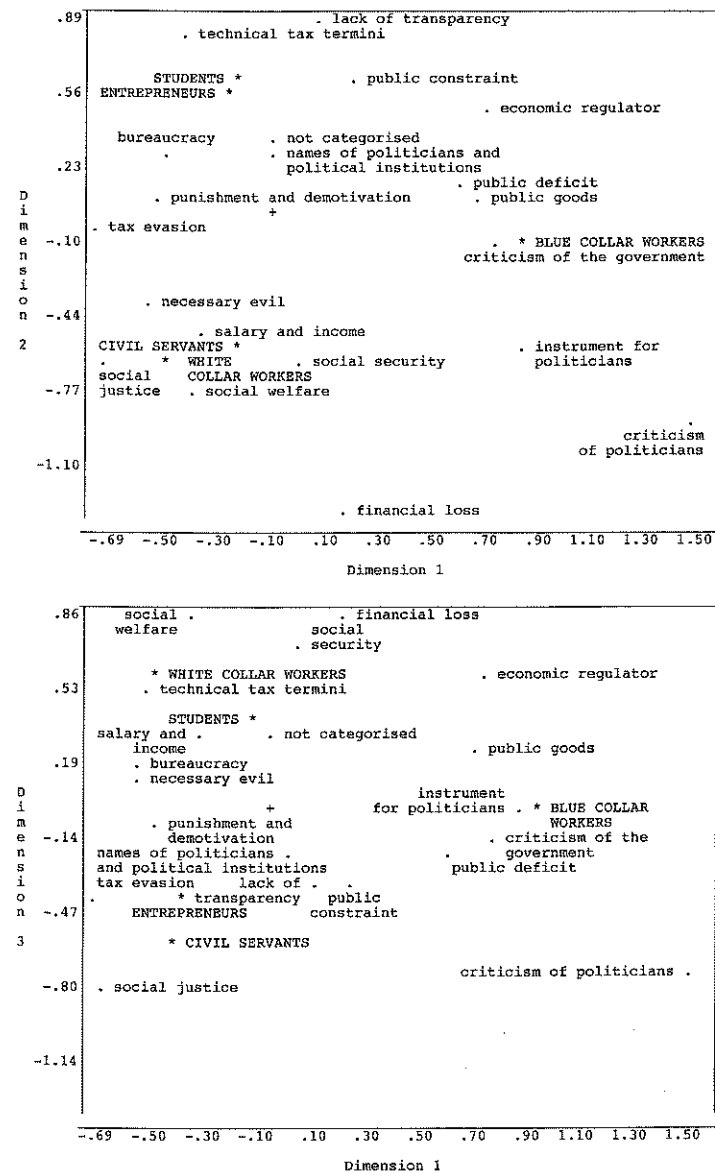 .89 . lack of transparency
. technical tax termini
STUDENTS * . public constraint
.56 ENTREPRENEURS *
. economic regulator
bureaucracy . not categorised
. . names of politicians and
.23 political institutions
. public deficit
D . punishment and demotivation . public goods
i +
m . tax evasion
e -.10 . * BLUE COLLAR WORKERS
n criticism of the government
s
i
o . necessary evil
n -.44
. salary and income
2 CIVIL SERVANTS * . instrument for
. * WHITE . social security politicians
social COLLAR WORKERS
-.77 justice . social welfare
.
criticism
-1.10 of politicians
. financial loss
-.69 -.50 -.30 -.10 .10 .30 .50 .70 .90 1.10 1.30 1.50
Dimension 1
.86 social . . financial loss
welfare social
. security
* WHITE COLLAR WORKERS . economic regulator
.53 . technical tax termini
STUDENTS *
salary and . . not categorised
income . public goods
.19 . bureaucracy
. necessary evil
D instrument
i + for politicians . * BLUE COLLAR
m . punishment and WORKERS
e -.14 demotivation . criticism of the
n names of politicians . . government
s and political institutions public deficit
i tax evasion lack of . .
o . * transparency public
n -.47 ENTREPRENEURS constraint
3 * CIVIL SERVANTS
criticism of politicians .
-.80 . social justice
-1.14
-.69 -.50 -.30 -.10 .10 .30 .50 .70 .90 1.10 1.30 1.50
Dimension 1